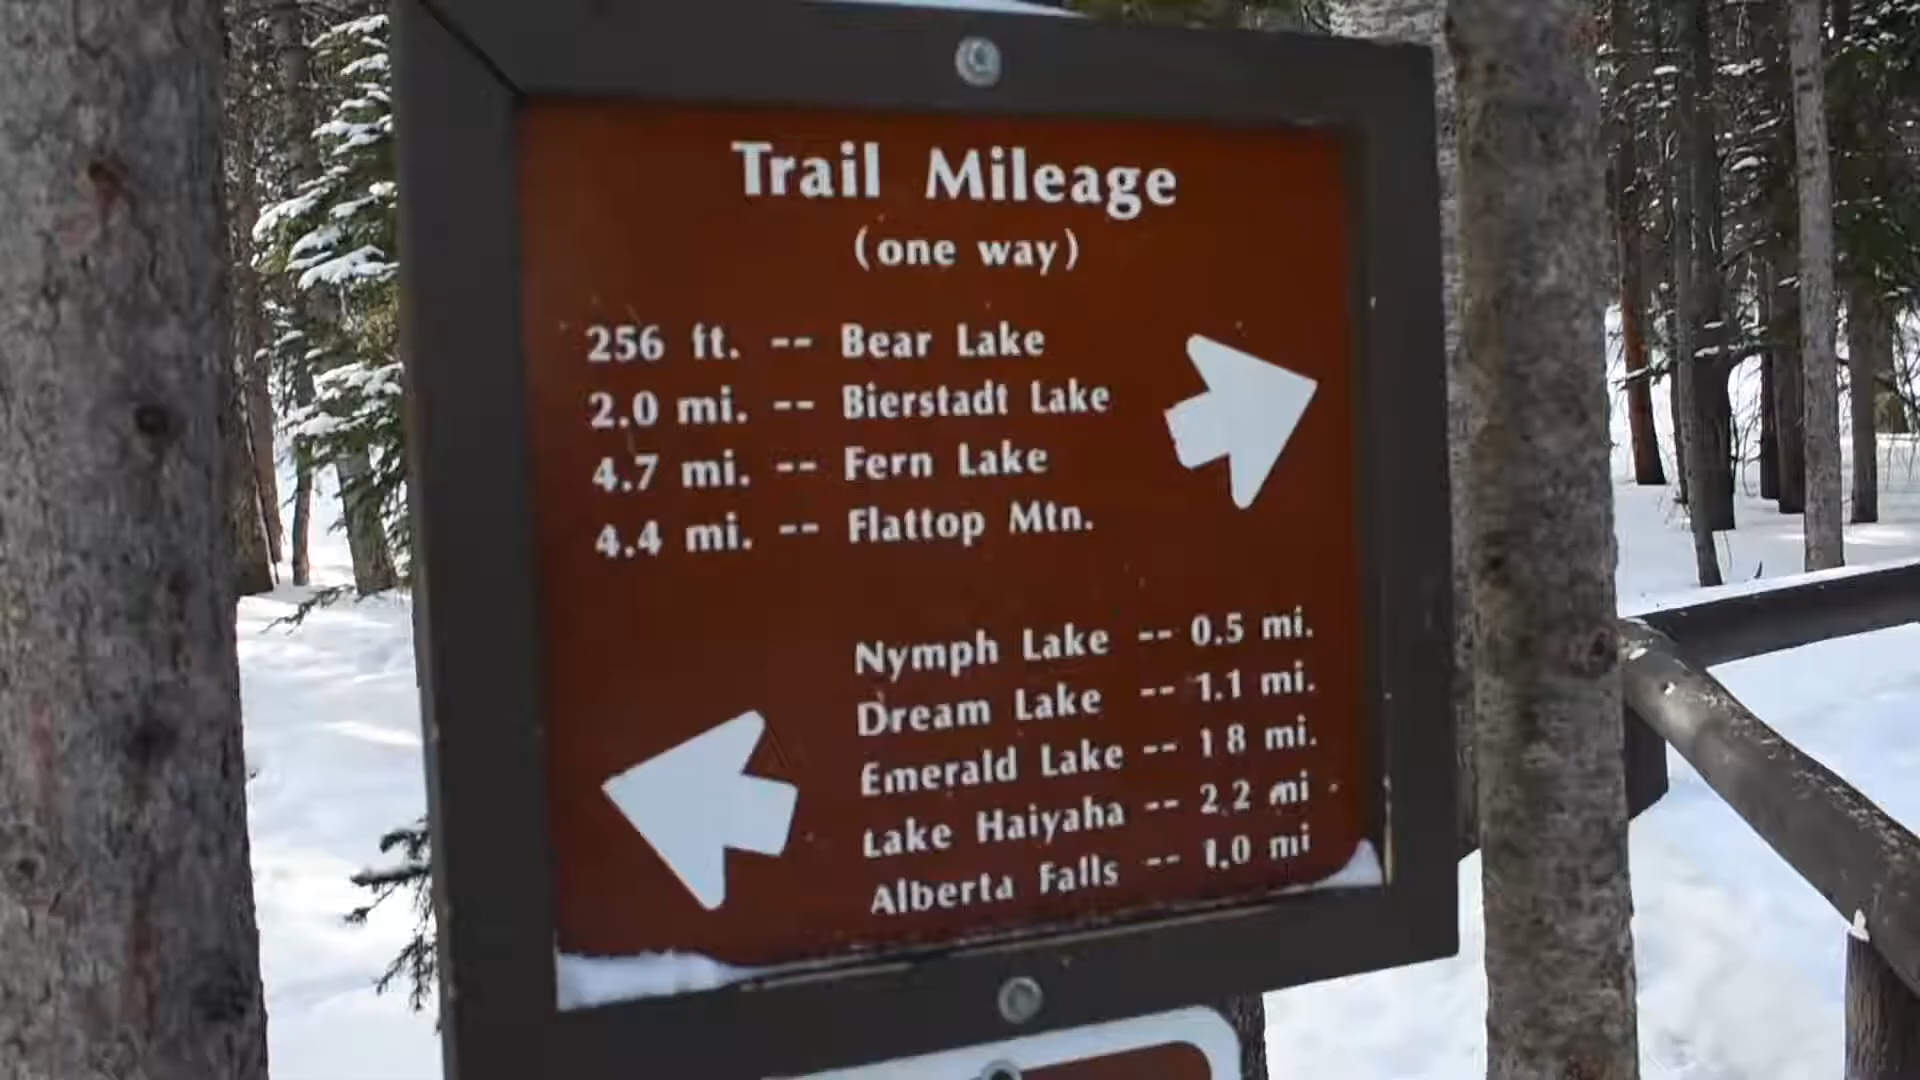 Trail Mileage
(one way)
256 ft. -- Bear Lake
2.0 mi. -- Bierstadt Lake
4.7 mi. -- Fern Lake
4.4 mi. -- Flattop Mtn.
Nymph Lake -- 0.5 mi.
Dream Lake -- 1.1 mi.
Emerald Lake -- 1 8 mi.
Lake Haiyaha -- 2.2 mi
Alberta Falls -- 1.0 mi